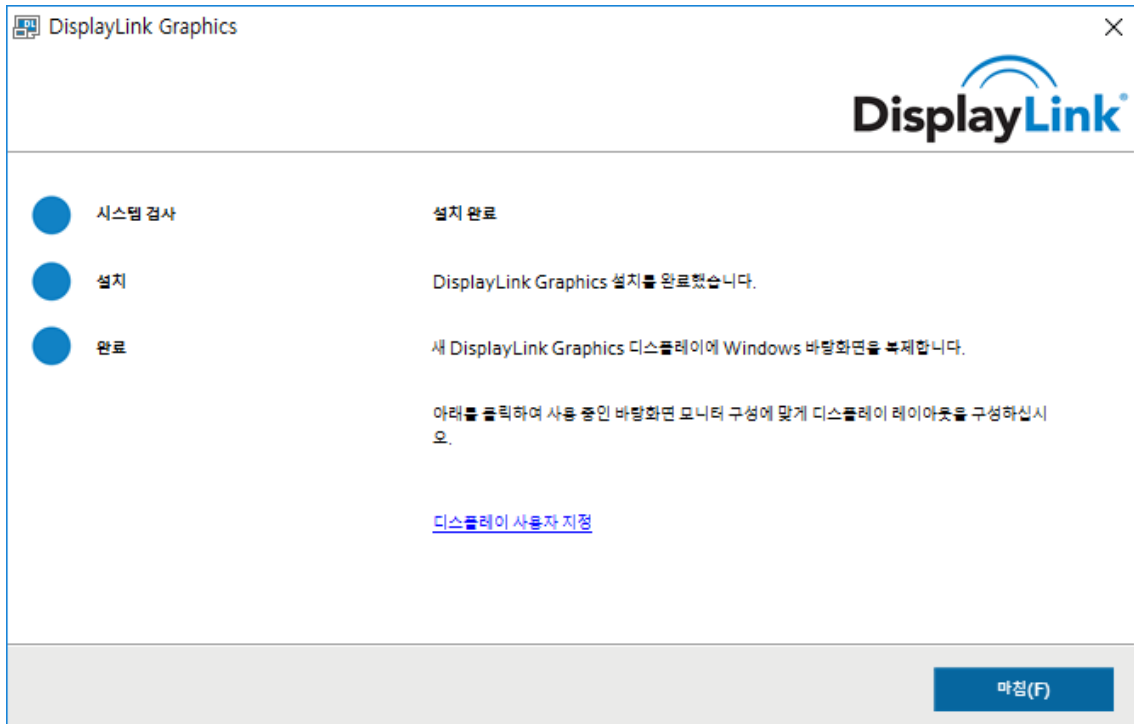 DisplayLink Graphics
DisplayLink®
시스템 검사
설치 완료
설치
DisplayLink Graphics 설치를 완료했습니다.
완료
새 DisplayLink Graphics 디스플레이에 Windows 바탕화면을 복제합니다.
아래를 클릭하여 사용 중인 바탕화면 모니터 구성에 맞게 디스플레이 레이아웃을 구성하십시
오.
디스플레이 사용자 지정
마침(F)